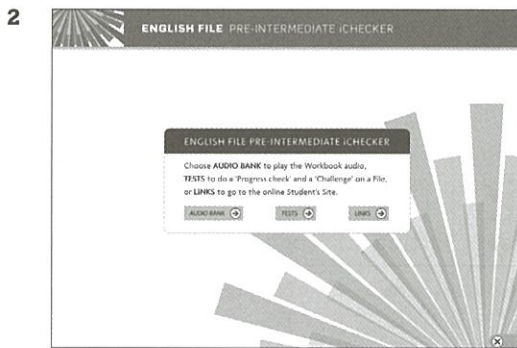 2
ENGLISH FILE PRE-INTERMEDIATE iCHECKER
ENGLISH FILE PRE-INTERMEDIATE iCHECKER
Choose AUDIO BANK to play the Workbook audio,
TESTS to do a 'Progress check' and a 'Challenge' on a File,
or LINKS to go to the online Student's Site.
AUDIO BANK TESTS LINKS